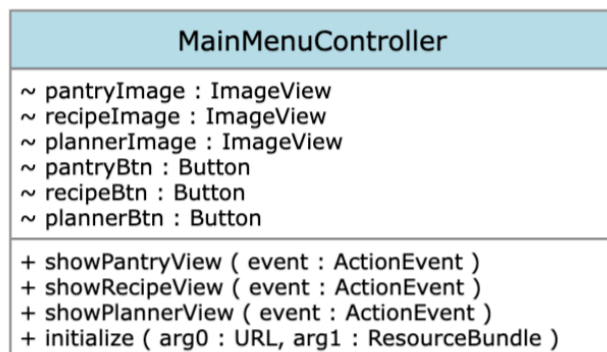 MainMenuController
~ pantryImage : ImageView
~ recipeImage : ImageView
~ plannerImage : ImageView
~ pantryBtn : Button
~ recipeBtn : Button
~ plannerBtn : Button
+ showPantryView ( event : ActionEvent )
+ showRecipeView ( event : ActionEvent )
+ showPlannerView ( event : ActionEvent )
+ initialize ( arg0 : URL, arg1 : ResourceBundle )